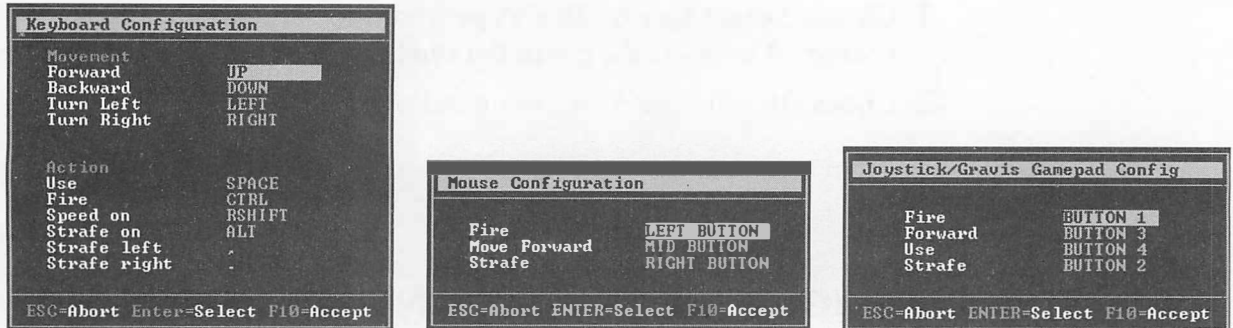 Keyboard Configuration
Movement
Forward UP
Backward DOWN
Turn Left LEFT
Turn Right RIGHT
Action
Use SPACE
Fire CTRL
Speed on RSHIFT
Strafe on ALT
Strafe left
Strafe right
ESC=Abort Enter=Select F10=Accept
Mouse Configuration
Fire LEFT BUTTON
Move Forward MID BUTTON
Strafe RIGHT BUTTON
ESC=Abort ENTER=Select F10=Accept
Joystick/Gravis Gamepad Config
Fire BUTTON 1
Forward BUTTON 3
Use BUTTON 4
Strafe BUTTON 2
ESC=Abort ENTER=Select F10=Accept